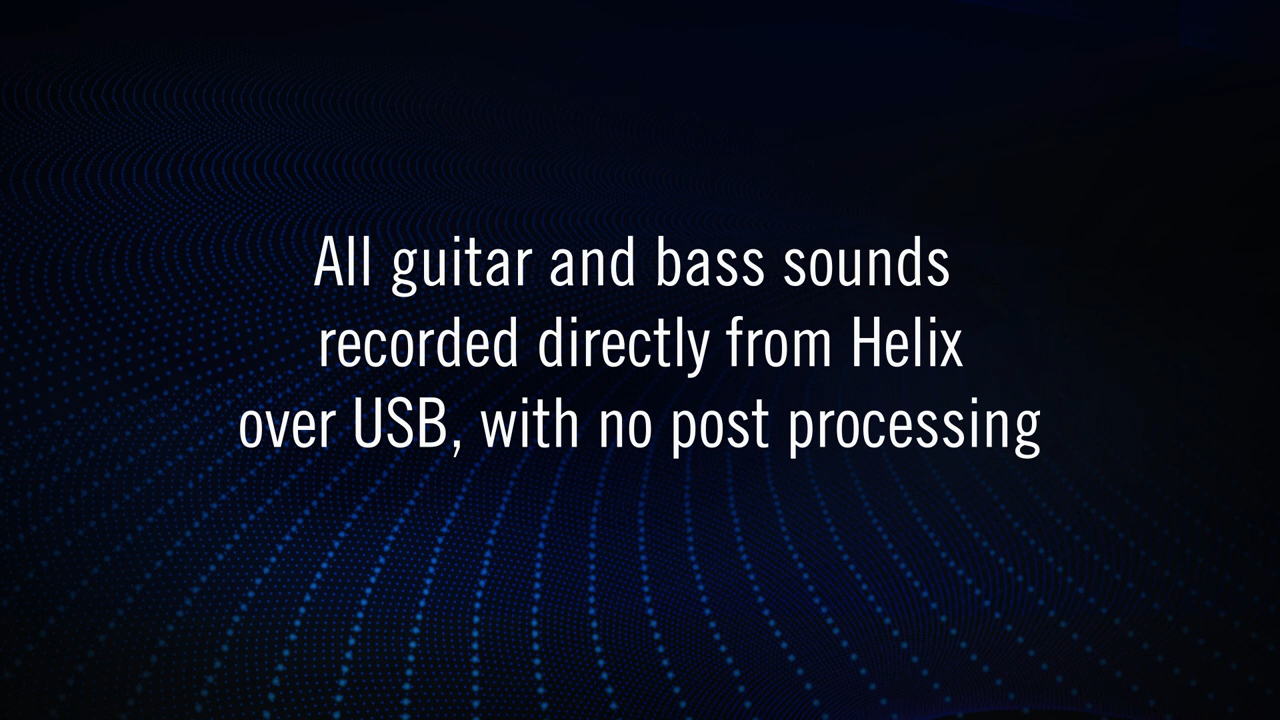 All guitar and bass sounds
recorded directly from Helix
over USB, with no post processing